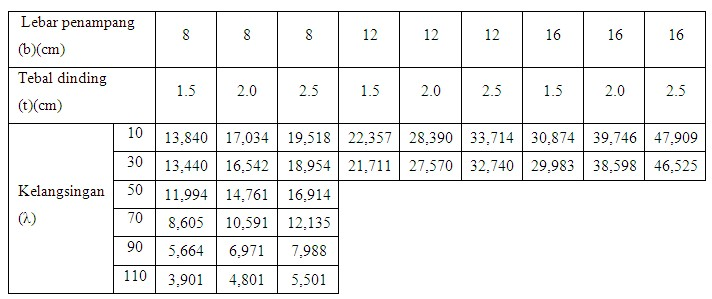 Lebar penampang
(b)(cm)
8 8 8 12 12 12 16 16 16
Tebal dinding
(t)(cm)
1.5 2.0 2.5 1.5 2.0 2.5 1.5 2.0 2.5
Kelangsingan
(λ)
10 13,840 17,034 19,518 22,357 28,390 33,714 30,874 39,746 47,909
30 13,440 16,542 18,954 21,711 27,570 32,740 29,983 38,598 46,525
50 11,994 14,761 16,914
70 8,605 10,591 12,135
90 5,664 6,971 7,988
110 3,901 4,801 5,501